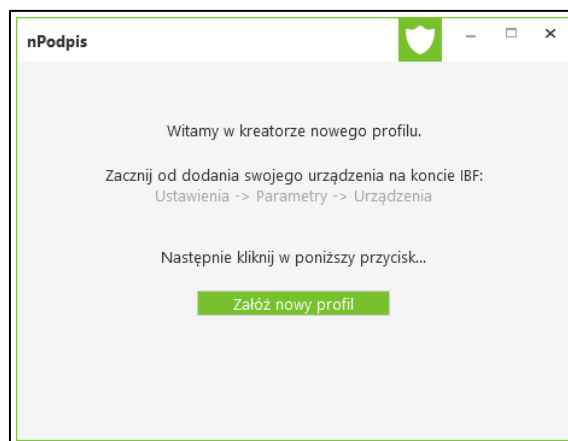 nPodpis
Witamy w kreatorze nowego profilu.
Zacznij od dodania swojego urządzenia na koncie IBF:
Ustawienia -> Parametry -> Urządzenia
Następnie kliknij w poniższy przycisk...
Załóż nowy profil